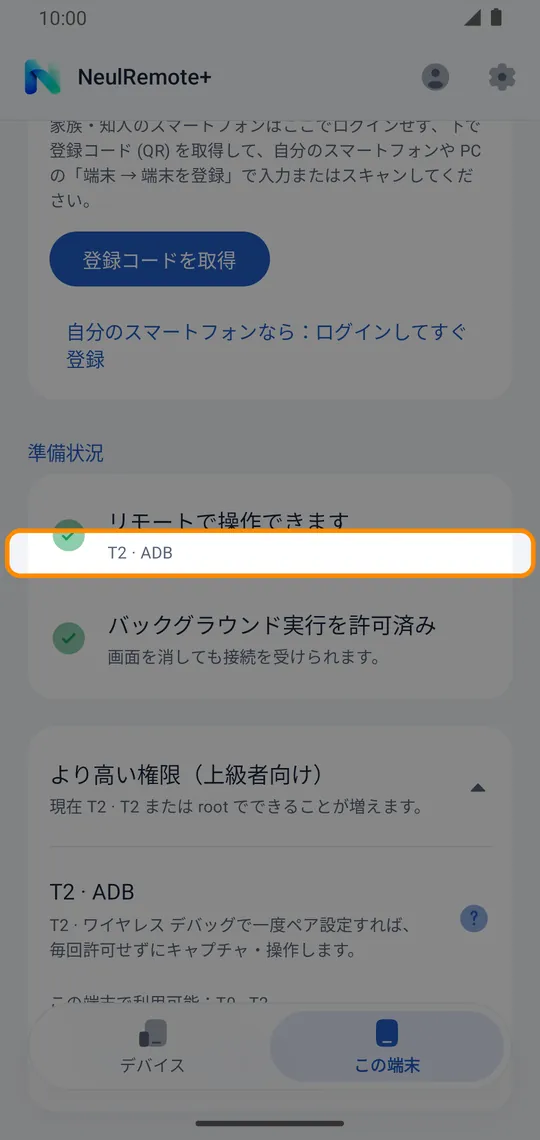 10:00
NeulRemote+
家族・知人のスマートフォンはここでログインせず、下で
登録コード (QR) を取得して、自分のスマートフォンや PC
の「端末 → 端末を登録」で入力またはスキャンしてくだ
さい。
登録コードを取得
自分のスマートフォンなら：ログインしてすぐ
登録
準備状況
リモートで操作できます
T2 · ADB
バックグラウンド実行を許可済み
画面を消しても接続を受けられます。
より高い権限（上級者向け）
現在 T2 · T2 または root でできることが増えます。
T2 · ADB
T2 · ワイヤレス デバッグで一度ペア設定すれば、
毎回許可せずにキャプチャ・操作します。
?
この端末で利用可能：T0 · T2
デバイス
この端末